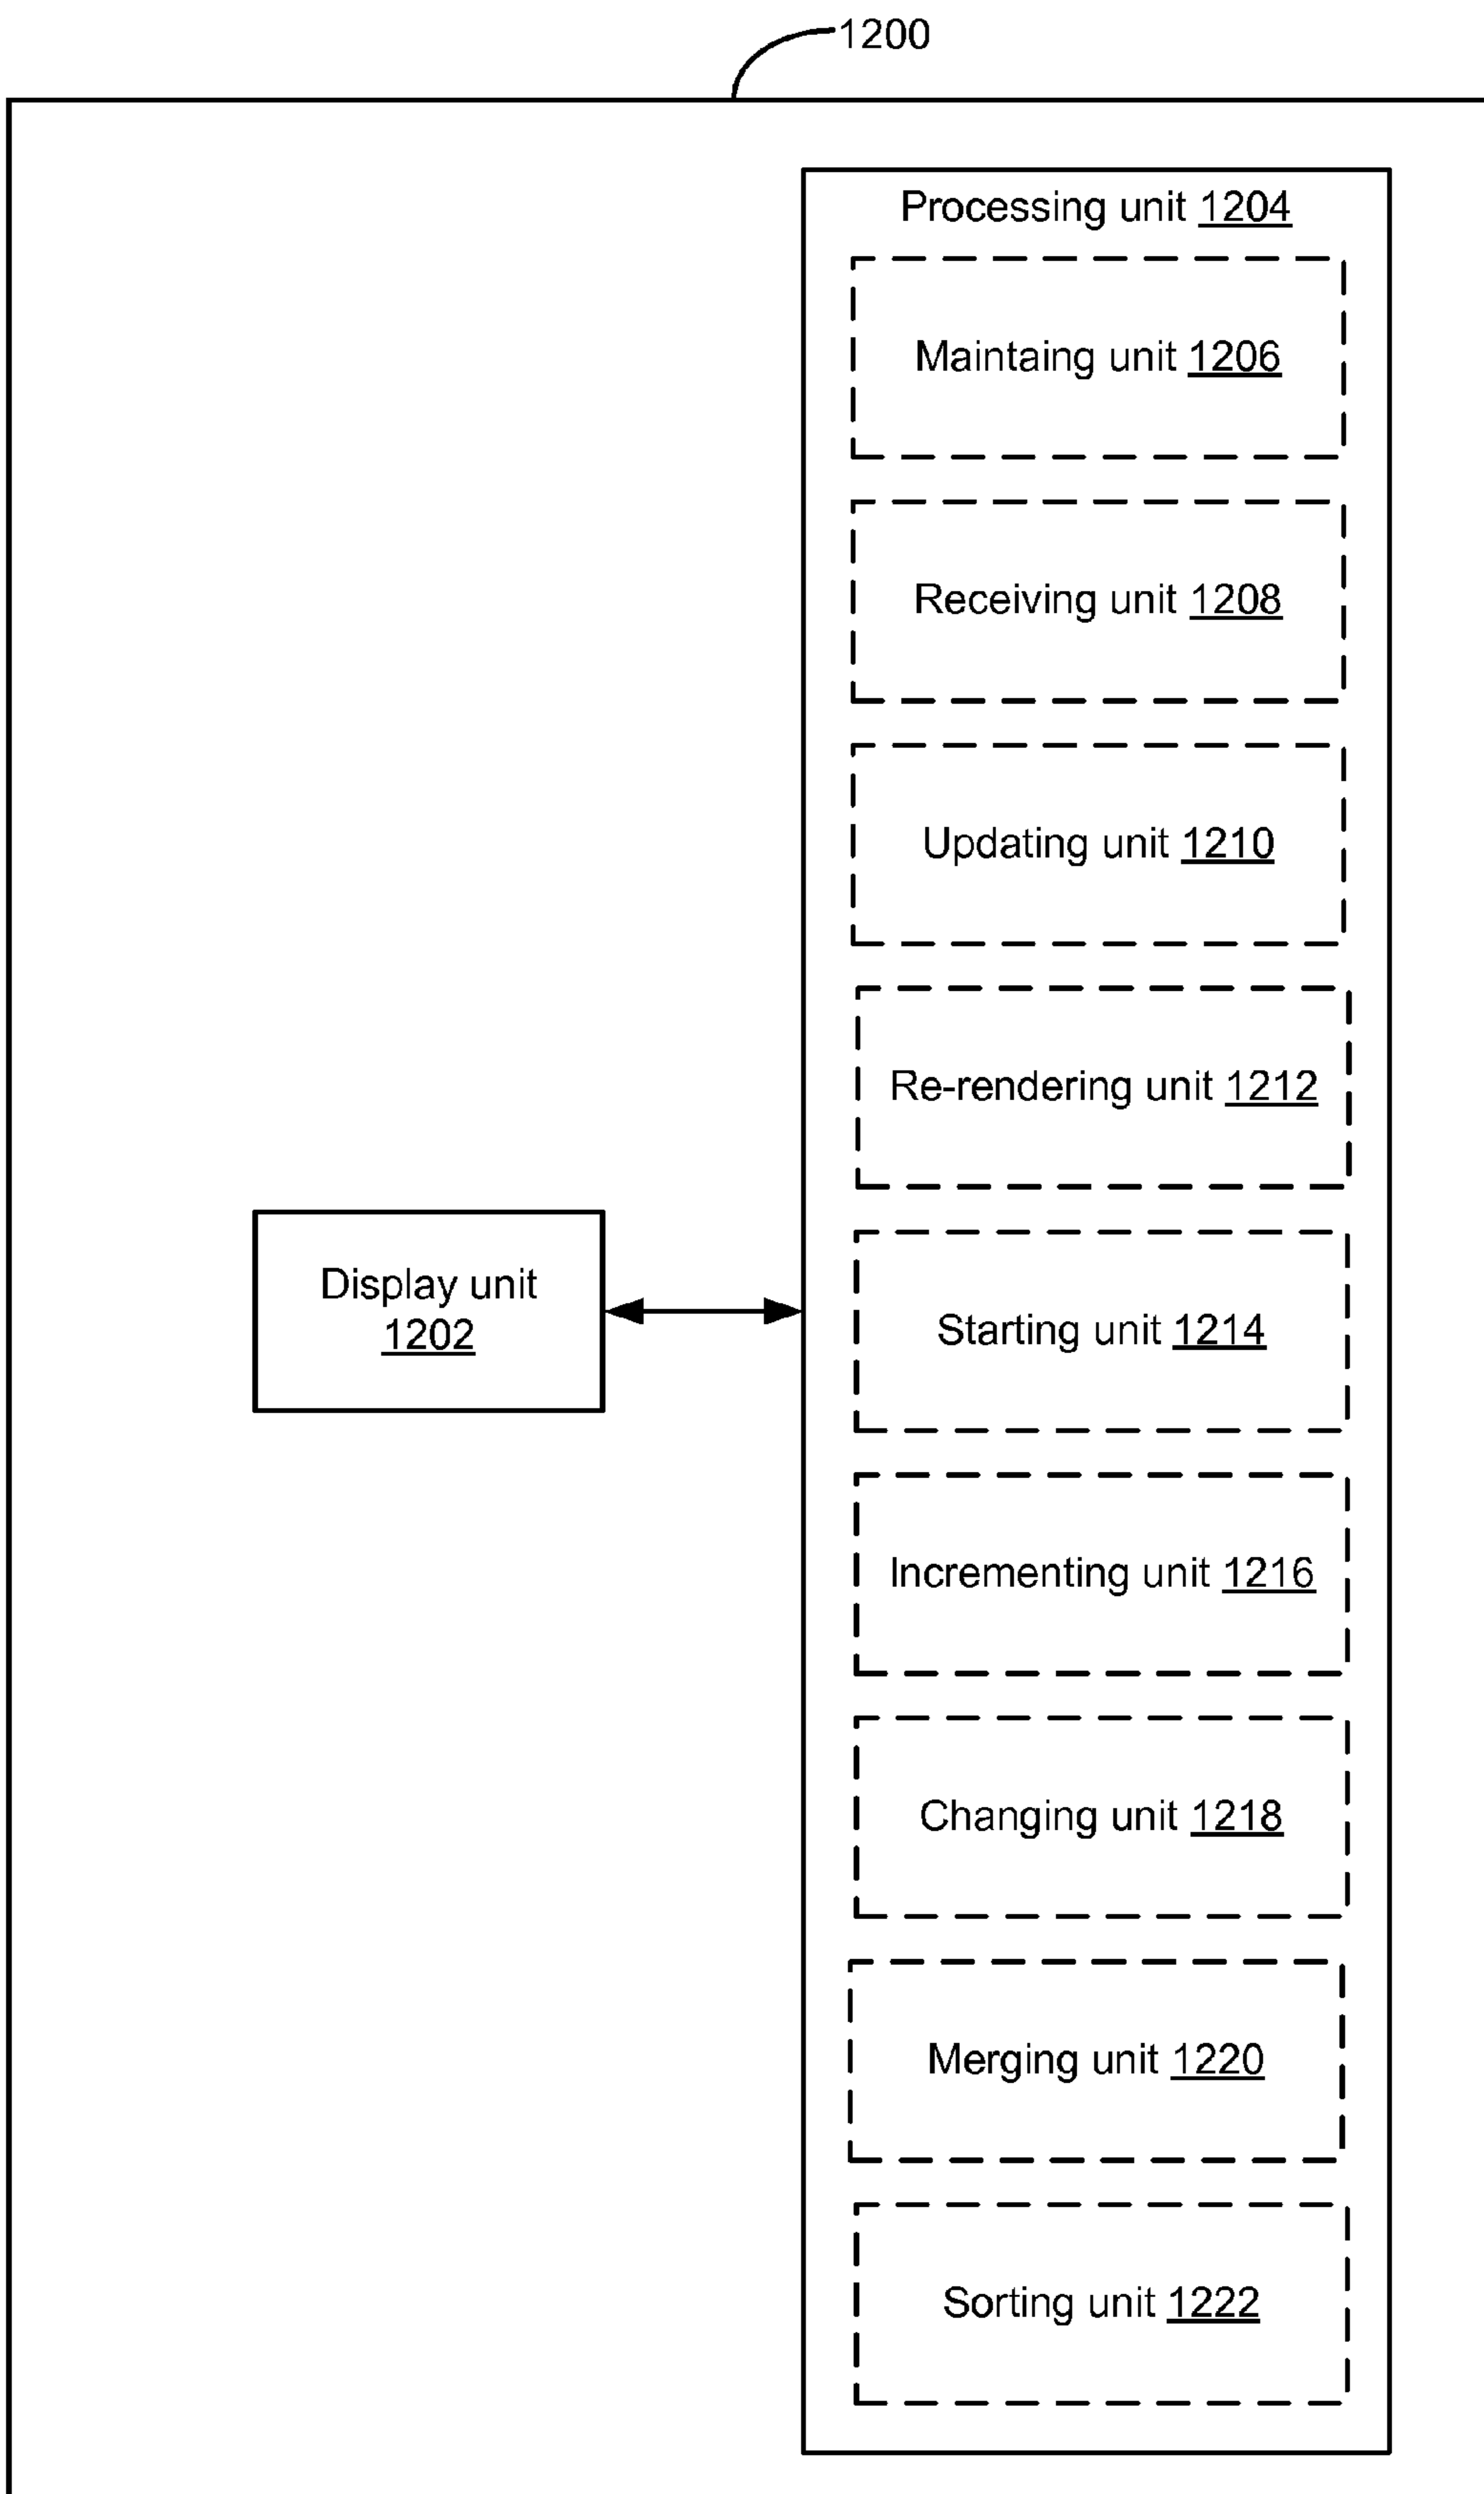 1200
Processing unit 1204
Maintaing unit 1206
Receiving unit 1208
Updating unit 1210
Re-rendering unit 1212
Display unit
1202
Starting unit 1214
Incrementing unit 1216
Changing unit 1218
Merging unit 1220
Sorting unit 1222